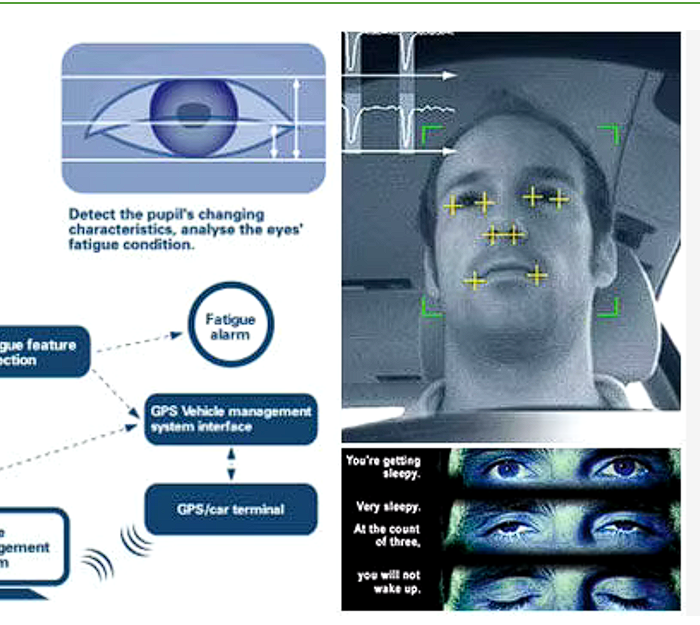 Detect the pupil's changing
characteristics, analyse the eyes'
fatigue condition.
Fatigue
alarm
gue feature
ection
GPS Vehicle management
system interface
GPS/car terminal
e
gement
m
You're getting
sleepy.
Very sleepy.
At the count
of three,
you will not
wake up.